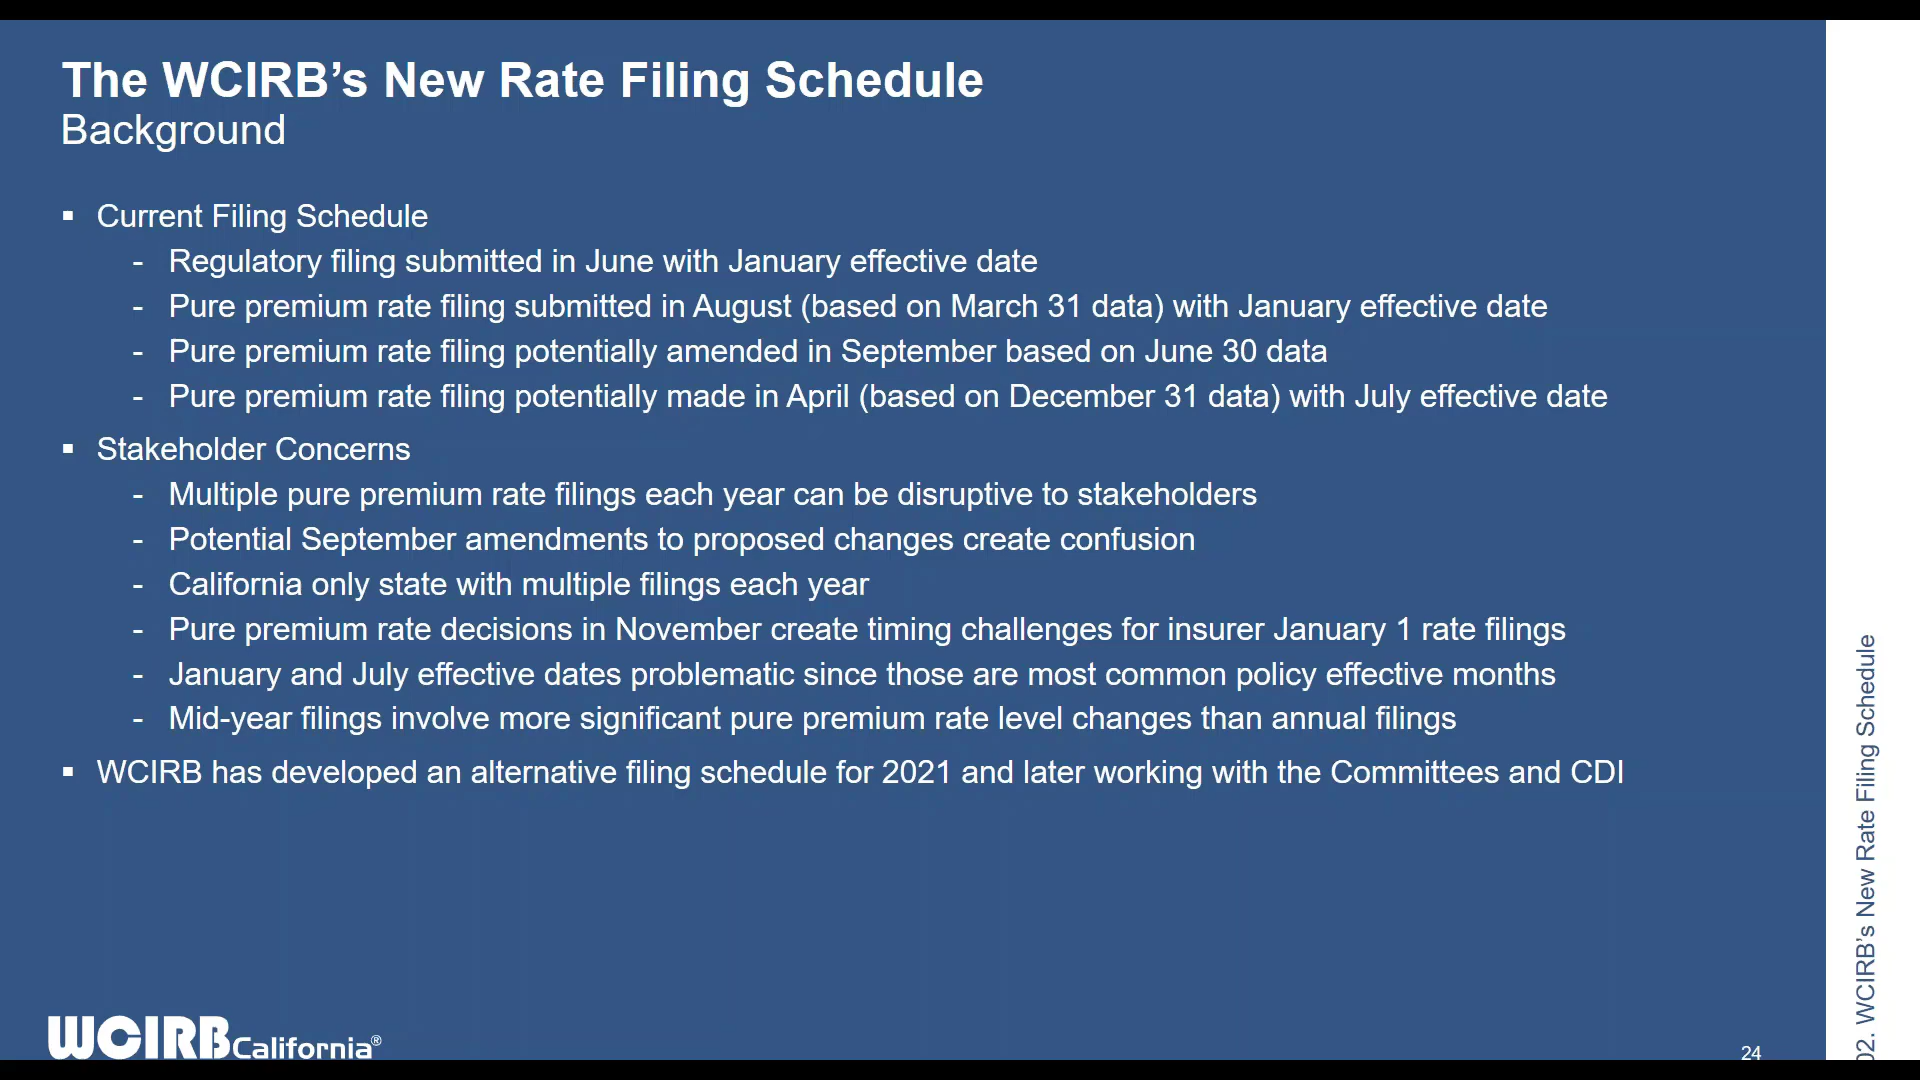 The WCIRB’s New Rate Filing Schedule
Background
▪ Current Filing Schedule
- Regulatory filing submitted in June with January effective date
- Pure premium rate filing submitted in August (based on March 31 data) with January effective date
- Pure premium rate filing potentially amended in September based on June 30 data
- Pure premium rate filing potentially made in April (based on December 31 data) with July effective date
▪ Stakeholder Concerns
- Multiple pure premium rate filings each year can be disruptive to stakeholders
- Potential September amendments to proposed changes create confusion
- California only state with multiple filings each year
- Pure premium rate decisions in November create timing challenges for insurer January 1 rate filings
- January and July effective dates problematic since those are most common policy effective months
- Mid-year filings involve more significant pure premium rate level changes than annual filings
▪ WCIRB has developed an alternative filing schedule for 2021 and later working with the Committees and CDI
WCIRB California®
24
02. WCIRB’s New Rate Filing Schedule